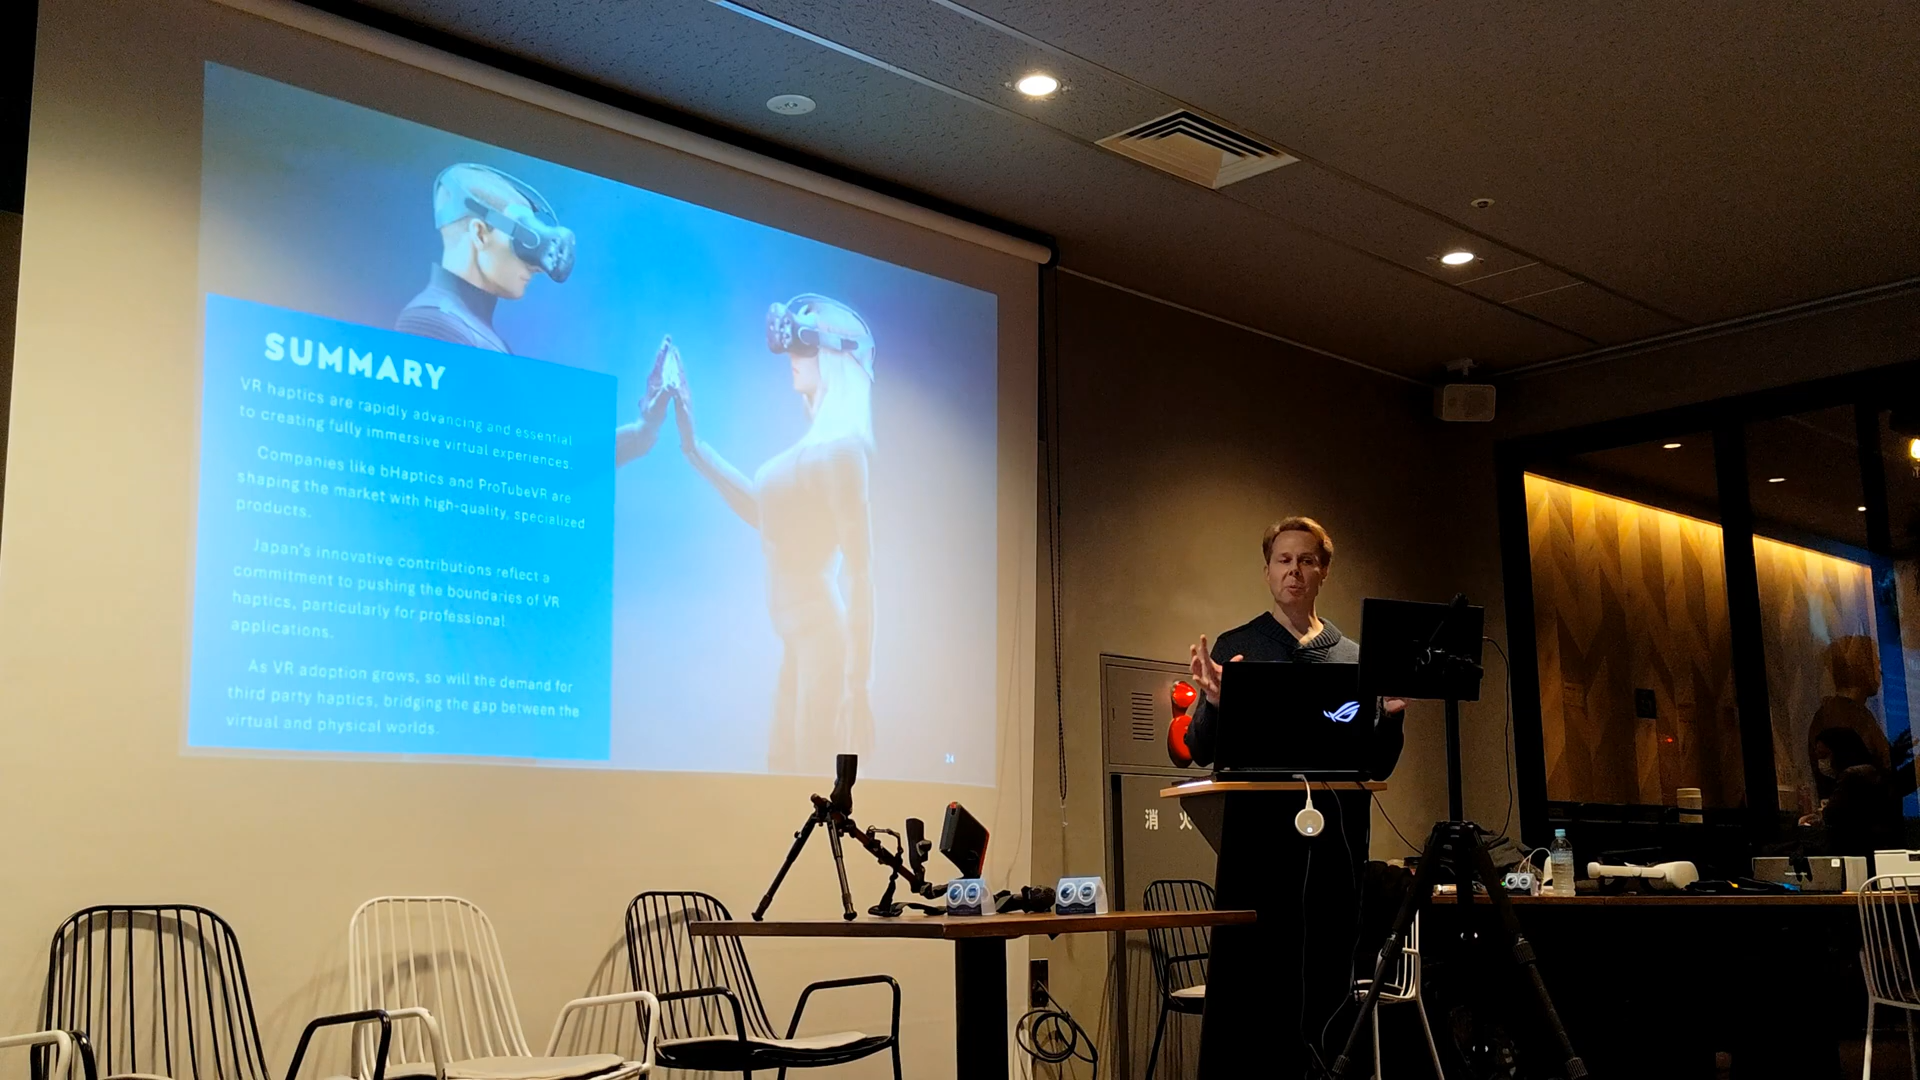 SUMMARY
VR haptics are rapidly advancing and essential
to creating fully immersive virtual experiences.
Companies like bHaptics and ProTubeVR are
shaping the market with high-quality, specialized
products.
Japan's innovative contributions reflect a
commitment to pushing the boundaries of VR
haptics, particularly for professional
applications.
As VR adoption grows, so will the demand for
third party haptics, bridging the gap between the
virtual and physical worlds.
24
消 火